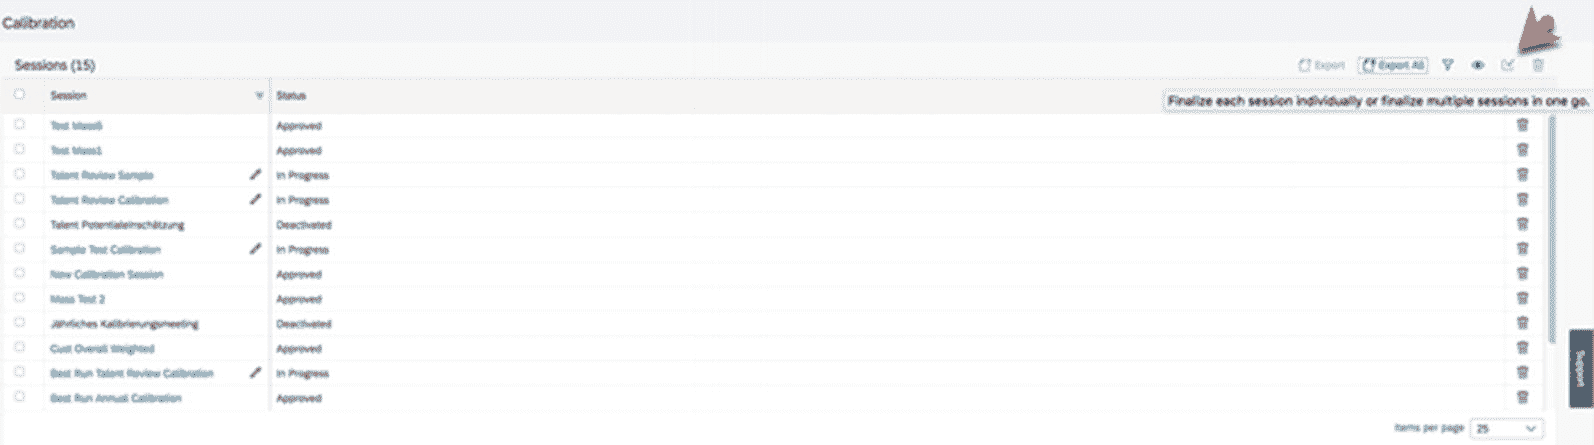 Calibration
Sessions (15)
Export Export All
Session Status
Finalize each session individually or finalize multiple sessions in one go.
Test Mass Approved
Test Mass1 Approved
Talent Review Sample In Progress
Talent Review Calibration In Progress
Talent Potentialeinschätzung Deactivated
Sample Test Calibration In Progress
New Calibration Session Approved
Mass Test 2 Approved
Jährliches Kalibrierungsmeeting Deactivated
Cust Overall Weighted Approved
Best Run Talent Review Calibration In Progress
Best Run Annual Calibration Approved
Support
Items per page 25